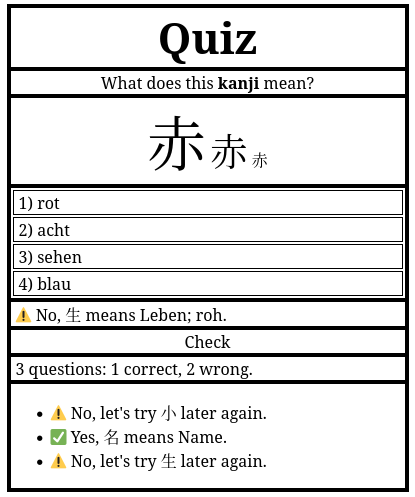 Quiz
What does this kanji mean?
赤 赤 赤
1) rot
2) acht
3) sehen
4) blau
⚠️ No, 生 means Leben; roh.
Check
3 questions: 1 correct, 2 wrong.
• ⚠️ No, let's try 小 later again.
• ✅ Yes, 名 means Name.
• ⚠️ No, let's try 生 later again.